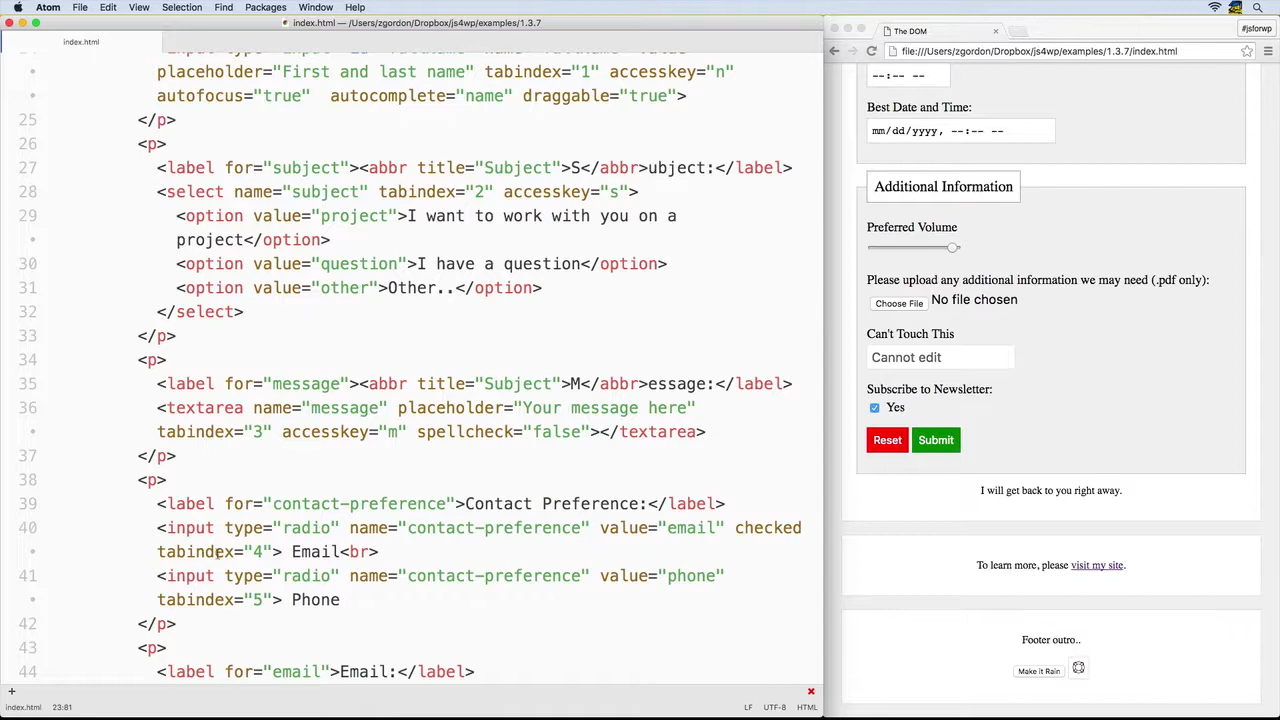 Atom File Edit View Selection Find Packages Window Help
index.html — /Users/zgordon/Dropbox/js4wp/examples/1.3.7
index.html
placeholder="First and last name" tabindex="1" accesskey="n"
autofocus="true"  autocomplete="name" draggable="true">
25 </p>
26 <p>
27 <label for="subject"><abbr title="Subject">S</abbr>ubject:</label>
28 <select name="subject" tabindex="2" accesskey="s">
29 <option value="project">I want to work with you on a
project</option>
30 <option value="question">I have a question</option>
31 <option value="other">Other..</option>
32 </select>
33 </p>
34 <p>
35 <label for="message"><abbr title="Subject">M</abbr>essage:</label>
36 <textarea name="message" placeholder="Your message here"
tabindex="3" accesskey="m" spellcheck="false"></textarea>
37 </p>
38 <p>
39 <label for="contact-preference">Contact Preference:</label>
40 <input type="radio" name="contact-preference" value="email" checked
tabindex="4"> Email<br>
41 <input type="radio" name="contact-preference" value="phone"
tabindex="5"> Phone
42 </p>
43 <p>
44 <label for="email">Email:</label>
index.html 23:81 LF UTF-8 HTML
The DOM
#jsforwp
file:///Users/zgordon/Dropbox/js4wp/examples/1.3.7/index.html
--:-- --
Best Date and Time:
mm/dd/yyyy, --:-- --
Additional Information
Preferred Volume
Please upload any additional information we may need (.pdf only):
Choose File No file chosen
Can't Touch This
Cannot edit
Subscribe to Newsletter:
Yes
Reset Submit
I will get back to you right away.
To learn more, please visit my site.
Footer outro..
Make it Rain